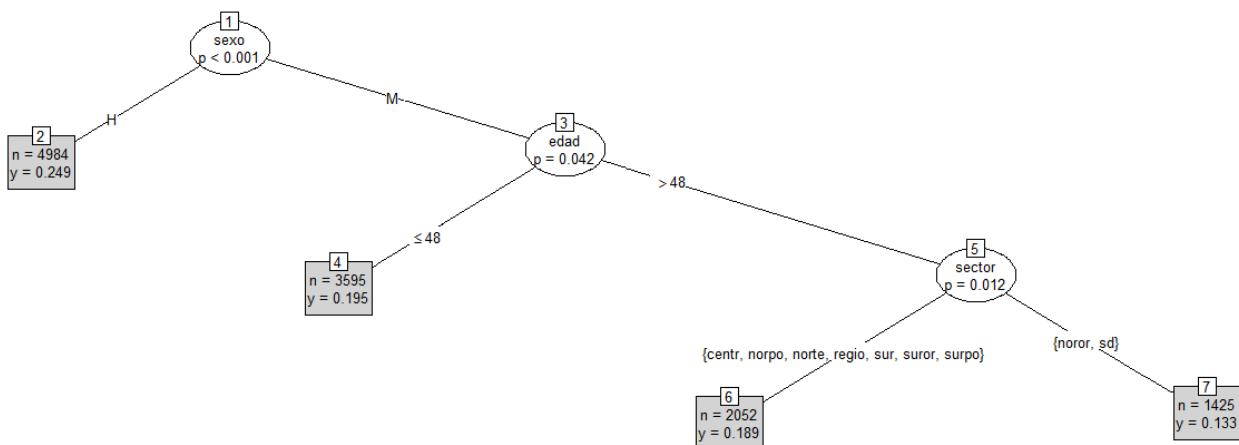 1
sexo
p < 0.001
H
M
2
n = 4984
y = 0.249
3
edad
p = 0.042
≤ 48
> 48
4
n = 3595
y = 0.195
5
sector
p = 0.012
{centr, norpo, norte, regio, sur, suror, surpo}
{noror, sd}
6
n = 2052
y = 0.189
7
n = 1425
y = 0.133